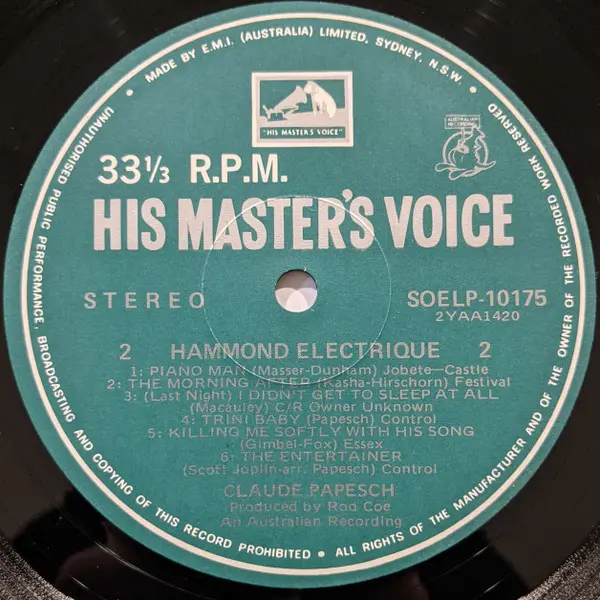 MADE BY E.M.I. (AUSTRALIA) LIMITED, SYDNEY, N.S.W. •
UNAUTHORISED PUBLIC PERFORMANCE, BROADCASTING AND COPYING OF THIS RECORD PROHIBITED • ALL RIGHTS OF THE MANUFACTURER AND OF THE OWNER OF THE RECORDED WORK RESERVED
"HIS MASTER'S VOICE"
AUSTRALIAN
RECORDING
33⅓ R.P.M.
HIS MASTER'S VOICE
STEREO SOELP-10175
2YAA1420
2 HAMMOND ELECTRIQUE 2
1: PIANO MAN (Masser-Dunham) Jobete-Castle
2: THE MORNING AFTER (Kasha-Hirschorn) Festival
3: (Last Night) I DIDN'T GET TO SLEEP AT ALL
(Macauley) C/R Owner Unknown
4: TRINI BABY (Papesch) Control
5: KILLING ME SOFTLY WITH HIS SONG
(Gimbel-Fox) Essex
6: THE ENTERTAINER
(Scott Joplin-arr. Papesch) Control
CLAUDE PAPESCH
Produced by Rod Coe
An Australian Recording